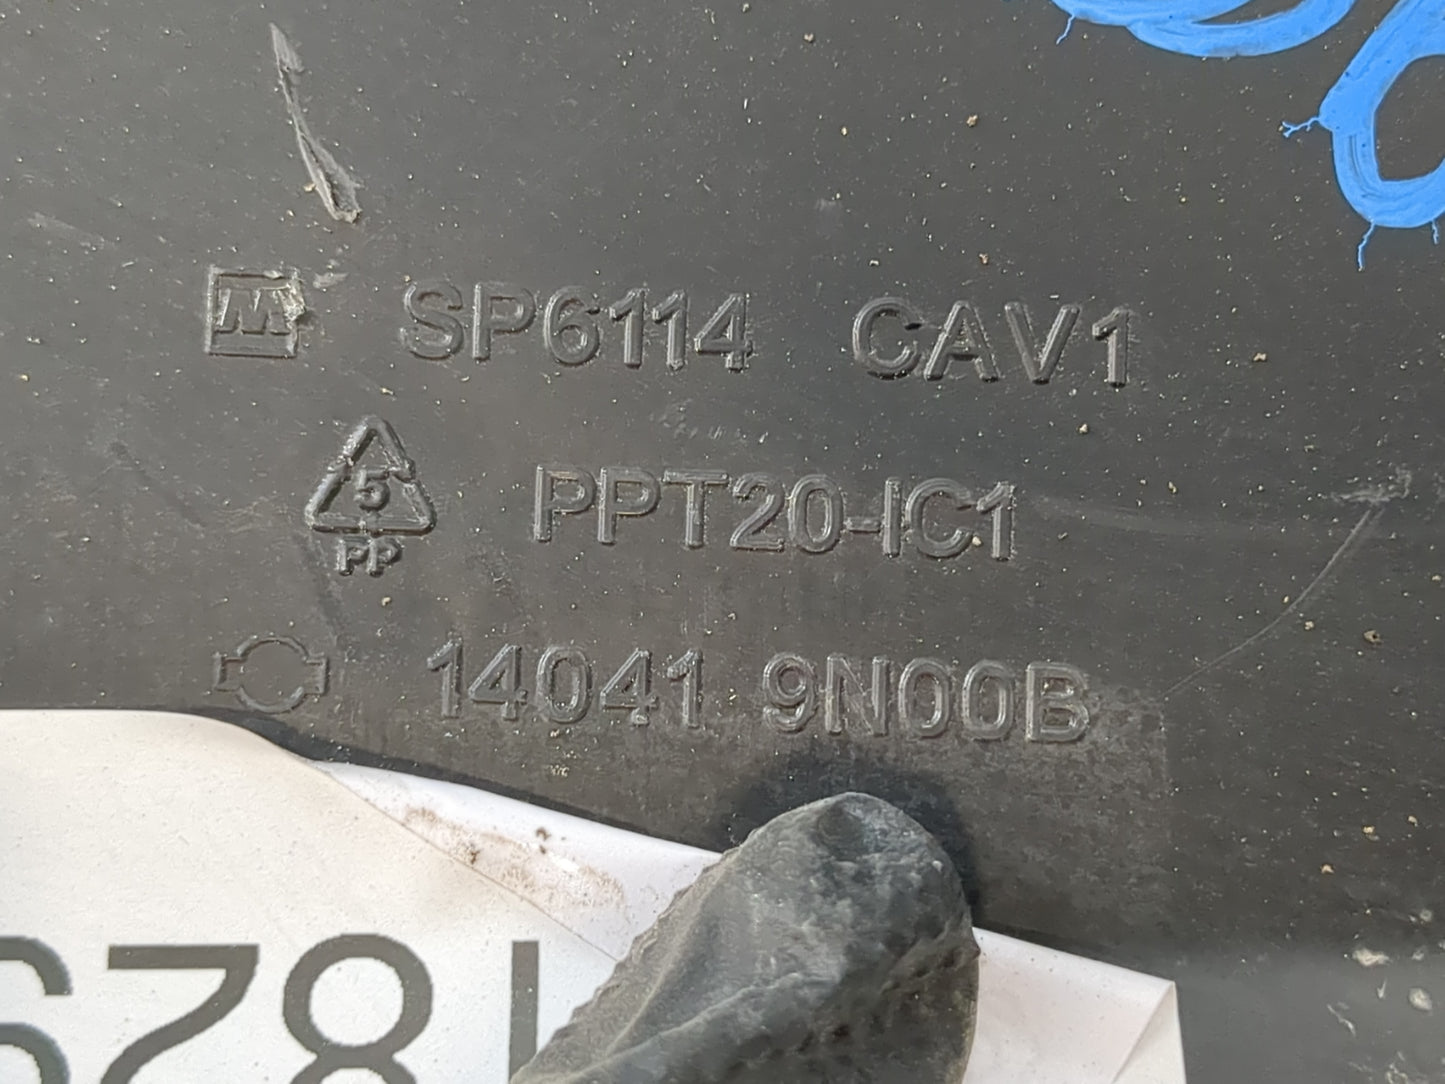 M SP6114 CAV1
5 PPT20-IC1
PP
14041 9N00B